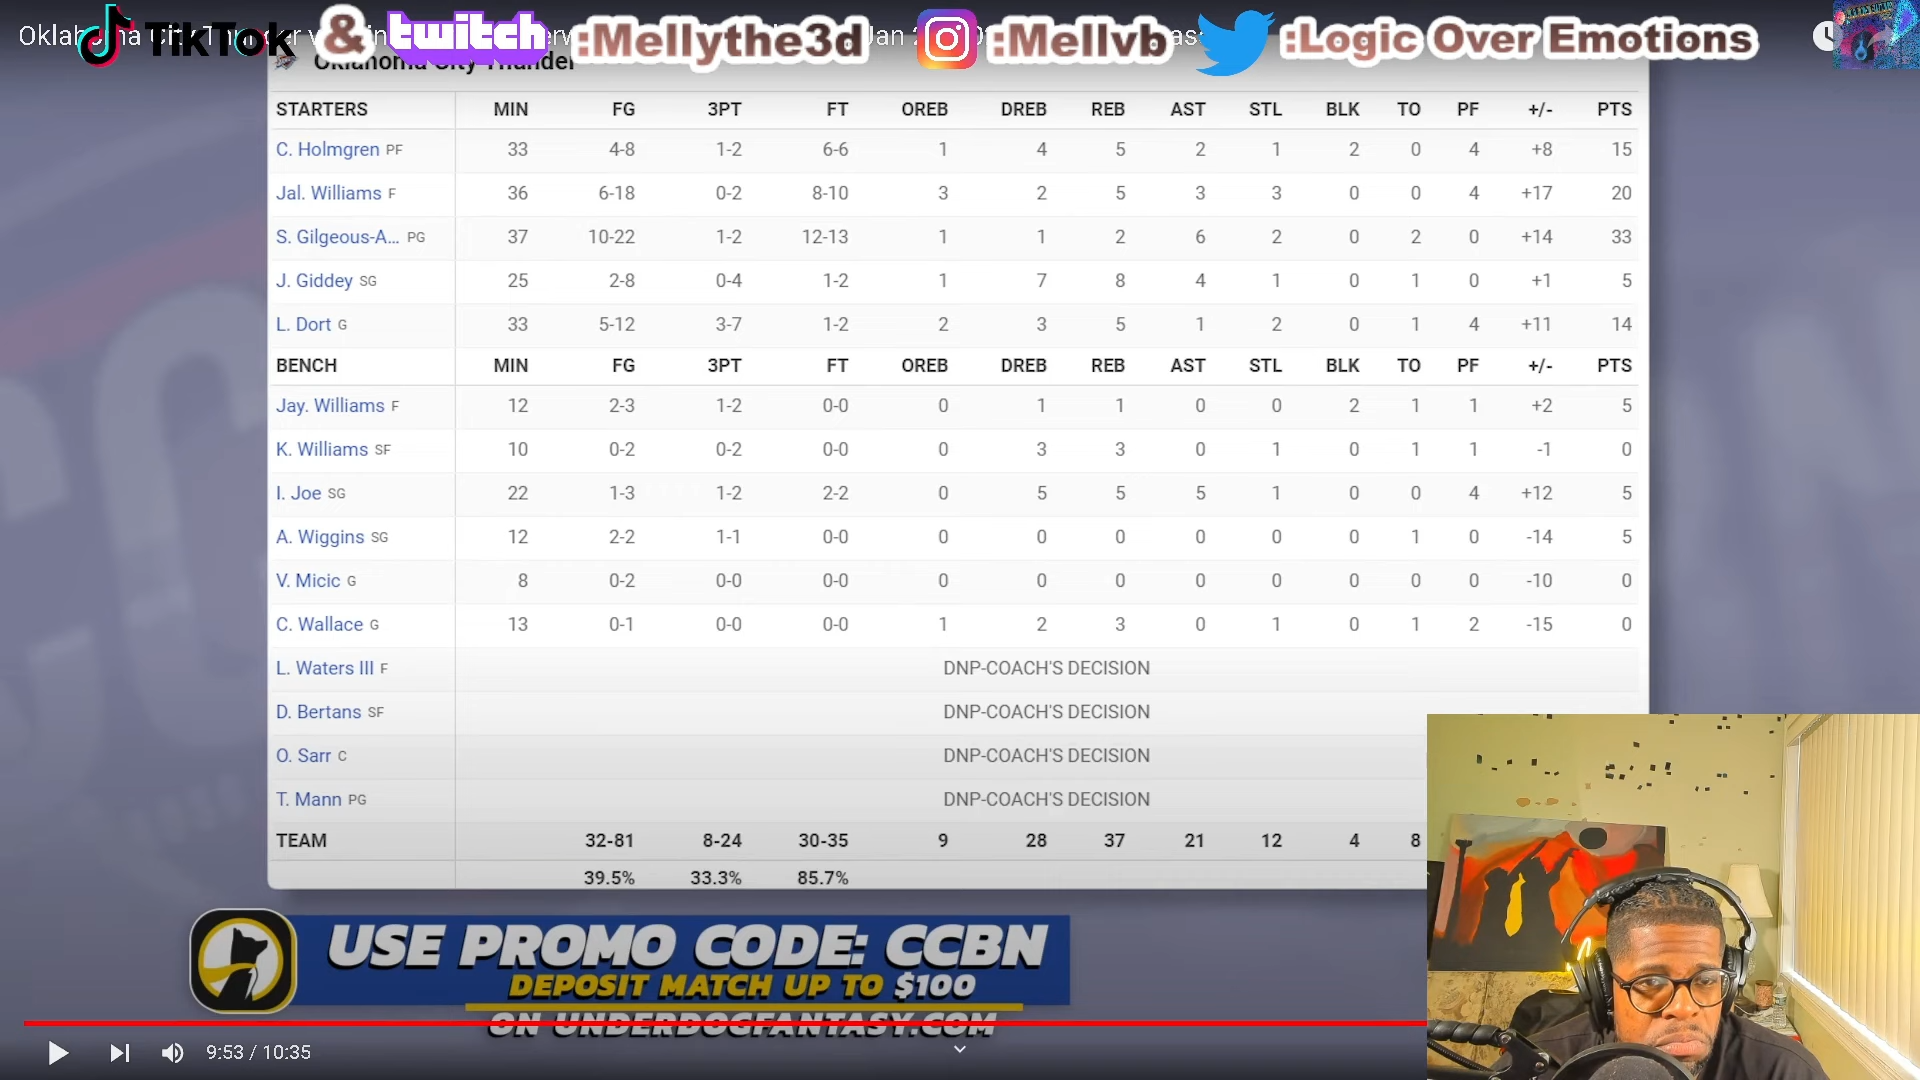 TikTok & twitch :Mellythe3d :Mellvb :Logic Over Emotions
Oklahoma City Thunder
STARTERS MIN FG 3PT FT OREB DREB REB AST STL BLK TO PF +/- PTS
C. Holmgren PF 33 4-8 1-2 6-6 1 4 5 2 1 2 0 4 +8 15
Jal. Williams F 36 6-18 0-2 8-10 3 2 5 3 3 0 0 4 +17 20
S. Gilgeous-A... PG 37 10-22 1-2 12-13 1 1 2 6 2 0 2 0 +14 33
J. Giddey SG 25 2-8 0-4 1-2 1 7 8 4 1 0 1 0 +1 5
L. Dort G 33 5-12 3-7 1-2 2 3 5 1 2 0 1 4 +11 14
BENCH MIN FG 3PT FT OREB DREB REB AST STL BLK TO PF +/- PTS
Jay. Williams F 12 2-3 1-2 0-0 0 1 1 0 0 2 1 1 +2 5
K. Williams SF 10 0-2 0-2 0-0 0 3 3 0 1 0 1 1 -1 0
I. Joe SG 22 1-3 1-2 2-2 0 5 5 5 1 0 0 4 +12 5
A. Wiggins SG 12 2-2 1-1 0-0 0 0 0 0 0 0 1 0 -14 5
V. Micic G 8 0-2 0-0 0-0 0 0 0 0 0 0 0 0 -10 0
C. Wallace G 13 0-1 0-0 0-0 1 2 3 0 1 0 1 2 -15 0
L. Waters III F DNP-COACH'S DECISION
D. Bertans SF DNP-COACH'S DECISION
O. Sarr C DNP-COACH'S DECISION
T. Mann PG DNP-COACH'S DECISION
TEAM 32-81 8-24 30-35 9 28 37 21 12 4 8
39.5% 33.3% 85.7%
USE PROMO CODE: CCBN
DEPOSIT MATCH UP TO $100
ON UNDERDOGFANTASY.COM
9:53 / 10:35